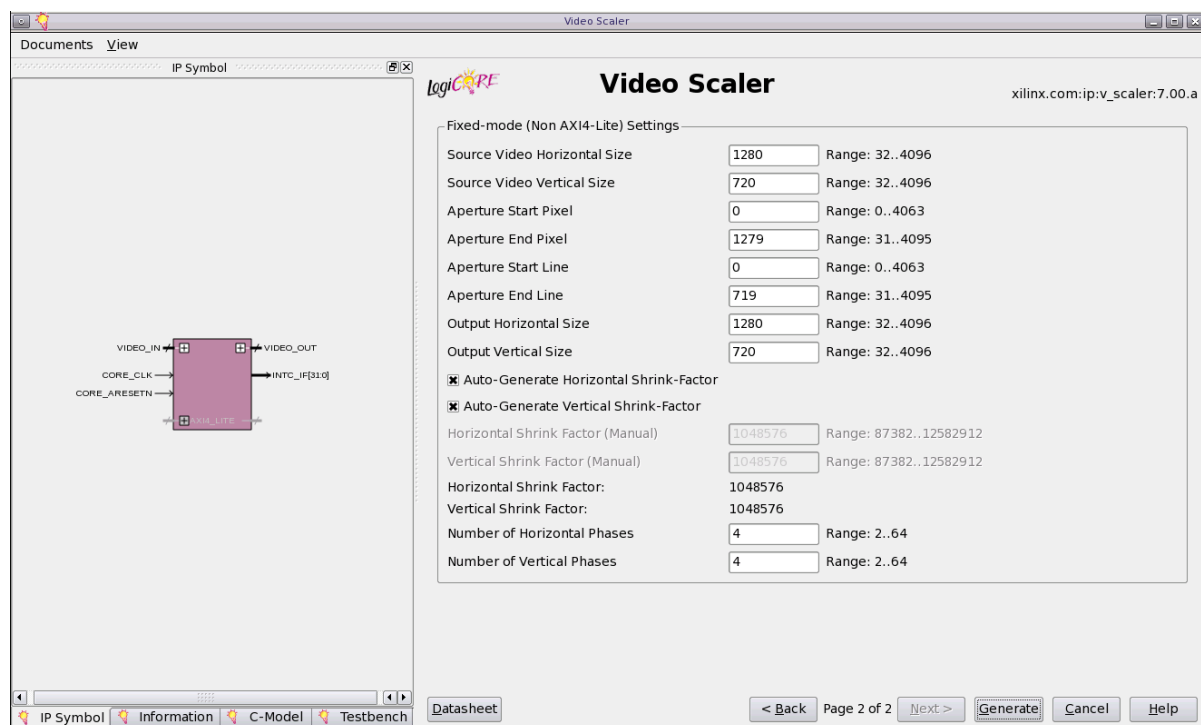 Video Scaler
Documents View
IP Symbol
VIDEO_IN
VIDEO_OUT
CORE_CLK
INTC_IF[31:0]
CORE_ARESETN
AXI4_LITE
IP Symbol Information C-Model Testbench
LogiCORE
Video Scaler
xilinx.com:ip:v_scaler:7.00.a
Fixed-mode (Non AXI4-Lite) Settings
Source Video Horizontal Size 1280 Range: 32..4096
Source Video Vertical Size 720 Range: 32..4096
Aperture Start Pixel 0 Range: 0..4063
Aperture End Pixel 1279 Range: 31..4095
Aperture Start Line 0 Range: 0..4063
Aperture End Line 719 Range: 31..4095
Output Horizontal Size 1280 Range: 32..4096
Output Vertical Size 720 Range: 32..4096
Auto-Generate Horizontal Shrink-Factor
Auto-Generate Vertical Shrink-Factor
Horizontal Shrink Factor (Manual) 1048576 Range: 87382..12582912
Vertical Shrink Factor (Manual) 1048576 Range: 87382..12582912
Horizontal Shrink Factor: 1048576
Vertical Shrink Factor: 1048576
Number of Horizontal Phases 4 Range: 2..64
Number of Vertical Phases 4 Range: 2..64
Datasheet < Back Page 2 of 2 Next > Generate Cancel Help